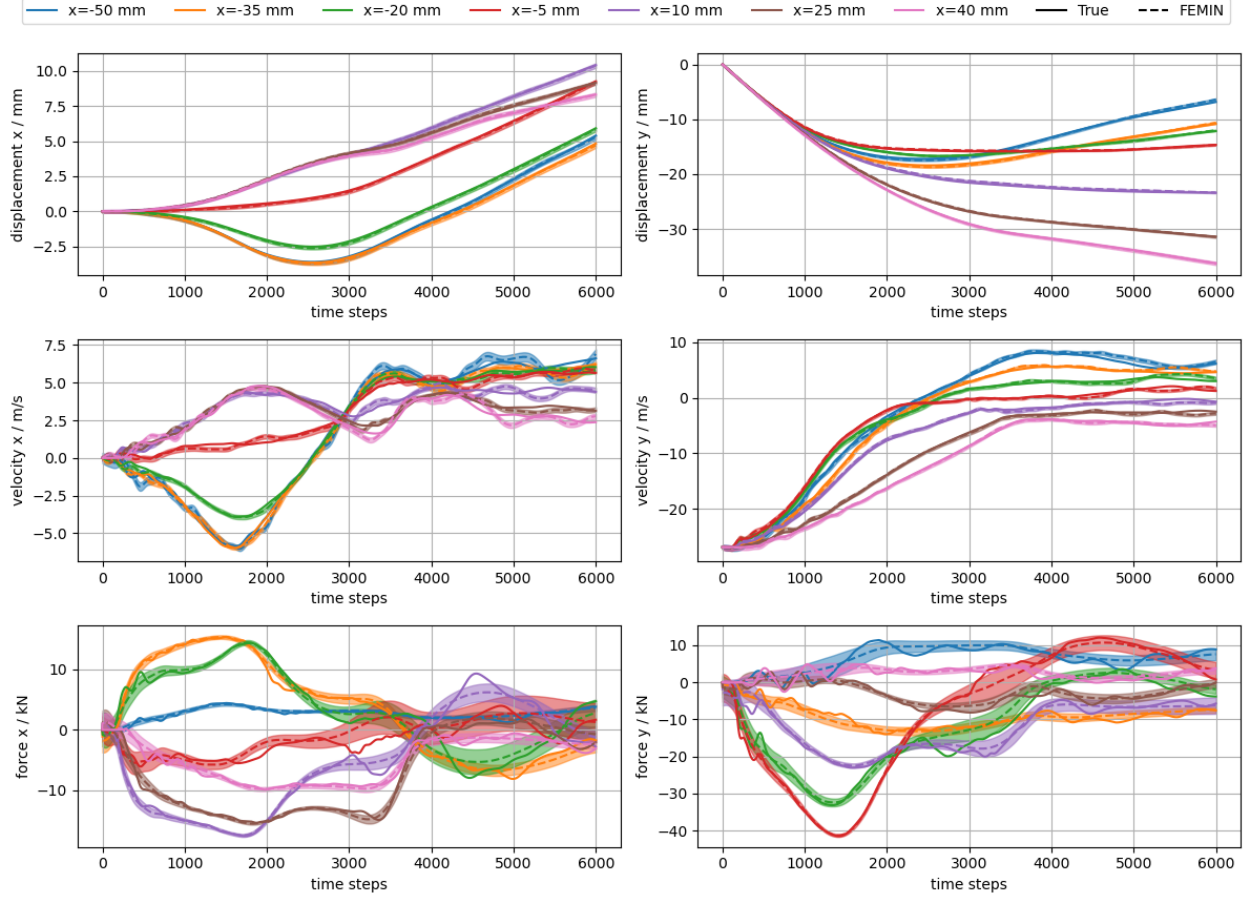 x=-50 mm x=-35 mm x=-20 mm x=-5 mm x=10 mm x=25 mm x=40 mm True FEMIN
displacement x / mm
10.0
7.5
5.0
2.5
0.0
−2.5
0 1000 2000 3000 4000 5000 6000
time steps
displacement y / mm
0
−10
−20
−30
0 1000 2000 3000 4000 5000 6000
time steps
velocity x / m/s
7.5
5.0
2.5
0.0
−2.5
−5.0
0 1000 2000 3000 4000 5000 6000
time steps
velocity y / m/s
10
0
−10
−20
0 1000 2000 3000 4000 5000 6000
time steps
force x / kN
10
0
−10
0 1000 2000 3000 4000 5000 6000
time steps
force y / kN
10
0
−10
−20
−30
−40
0 1000 2000 3000 4000 5000 6000
time steps